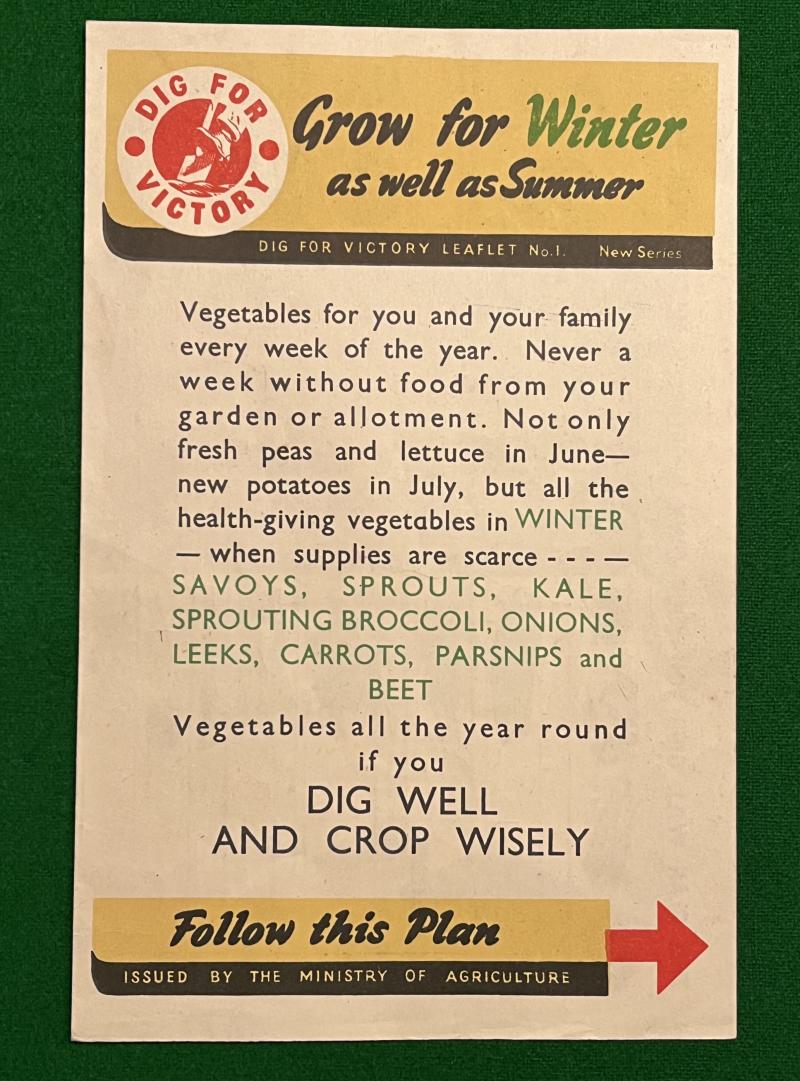 DIG FOR
VICTORY
Grow for Winter
as well as Summer
DIG FOR VICTORY LEAFLET No.1. New Series
Vegetables for you and your family
every week of the year. Never a
week without food from your
garden or allotment. Not only
fresh peas and lettuce in June—
new potatoes in July, but all the
health-giving vegetables in WINTER
— when supplies are scarce - - - —
SAVOYS, SPROUTS, KALE,
SPROUTING BROCCOLI, ONIONS,
LEEKS, CARROTS, PARSNIPS and
BEET
Vegetables all the year round
if you
DIG WELL
AND CROP WISELY
Follow this Plan
ISSUED BY THE MINISTRY OF AGRICULTURE